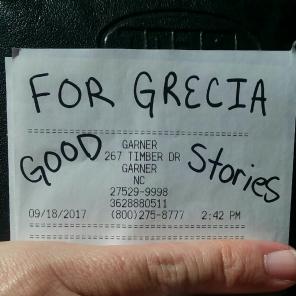 FOR GRECIA
================================
GARNER
GOOD
267 TIMBER DR
Stories
GARNER
NC
27529-9998
3628880511
09/18/2017 (800)275-8777 2:42 PM
================================